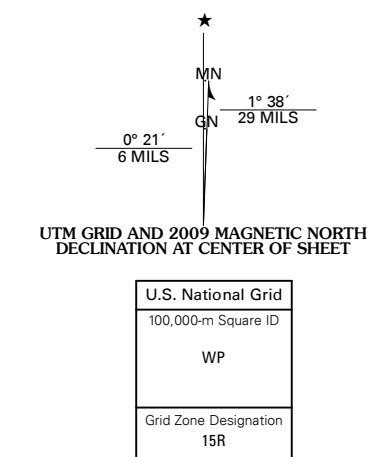 ★
MN
1° 38´
29 MILS
GN
0° 21´
6 MILS
UTM GRID AND 2009 MAGNETIC NORTH
DECLINATION AT CENTER OF SHEET
U.S. National Grid
100,000-m Square ID
WP
Grid Zone Designation
15R